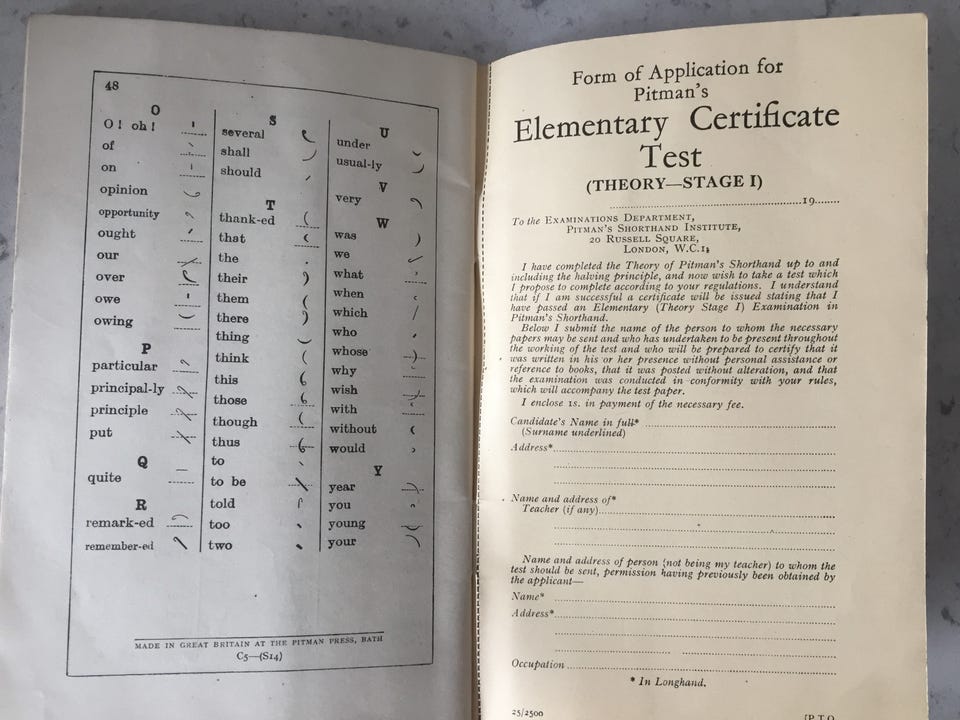 48
O
O! oh!
of
on
opinion
opportunity
ought
our
over
owe
owing
P
particular
principal-ly
principle
put
Q
quite
R
remark-ed
remember-ed
S
several
shall
should
T
thank-ed
that
the
their
them
there
thing
think
this
those
though
thus
to
to be
told
too
two
U
under
usual-ly
V
very
W
was
we
what
when
which
who
whose
why
wish
with
without
would
Y
year
you
young
your
MADE IN GREAT BRITAIN AT THE PITMAN PRESS, BATH
C5—(S14)
Form of Application for
Pitman's
Elementary Certificate
Test
(THEORY—STAGE I)
19
To the EXAMINATIONS DEPARTMENT,
PITMAN'S SHORTHAND INSTITUTE,
20 RUSSELL SQUARE,
LONDON, W.C.1,
I have completed the Theory of Pitman's Shorthand up to and
including the halving principle, and now wish to take a test which
I propose to complete according to your regulations. I understand
that if I am successful a certificate will be issued stating that I
have passed an Elementary (Theory Stage I) Examination in
Pitman's Shorthand.
Below I submit the name of the person to whom the necessary
papers may be sent and who has undertaken to be present throughout
the working of the test and who will be prepared to certify that it
was written in his or her presence without personal assistance or
reference to books, that it was posted without alteration, and that
the examination was conducted in conformity with your rules,
which will accompany the test paper.
I enclose 1s. in payment of the necessary fee.
Candidate's Name in full*
(Surname underlined)
Address*
Name and address of*
Teacher (if any)
Name and address of person (not being my teacher) to whom the
test should be sent, permission having previously been obtained by
the applicant—
Name*
Address*
Occupation
* In Longhand.
25/2500
[P.T.O.